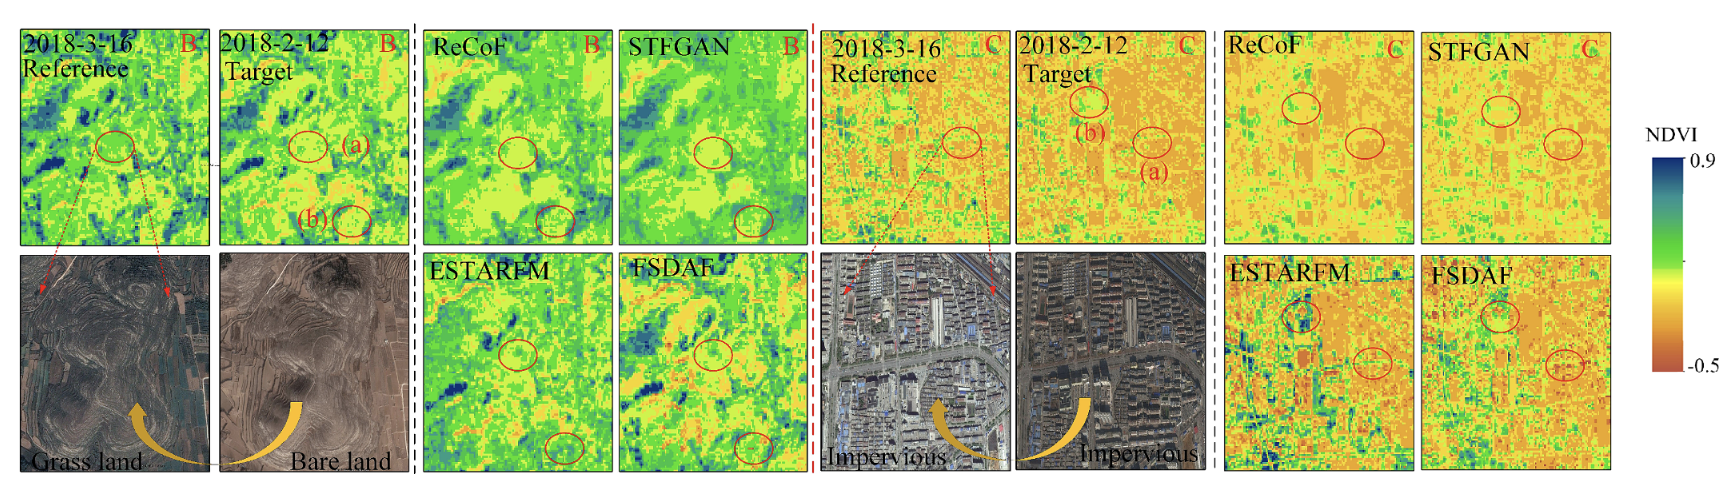 2018-3-16 B
Reference
2018-2-12 B
Target
(a)
(b)
ReCoF B
STFGAN B
2018-3-16 C
Reference
2018-2-12 C
Target
(b)
(a)
ReCoF C
STFGAN C
NDVI
0.9
-0.5
Grass land
Bare land
ESTARFM
FSDAF
Impervious
Impervious
ESTARFM
FSDAF